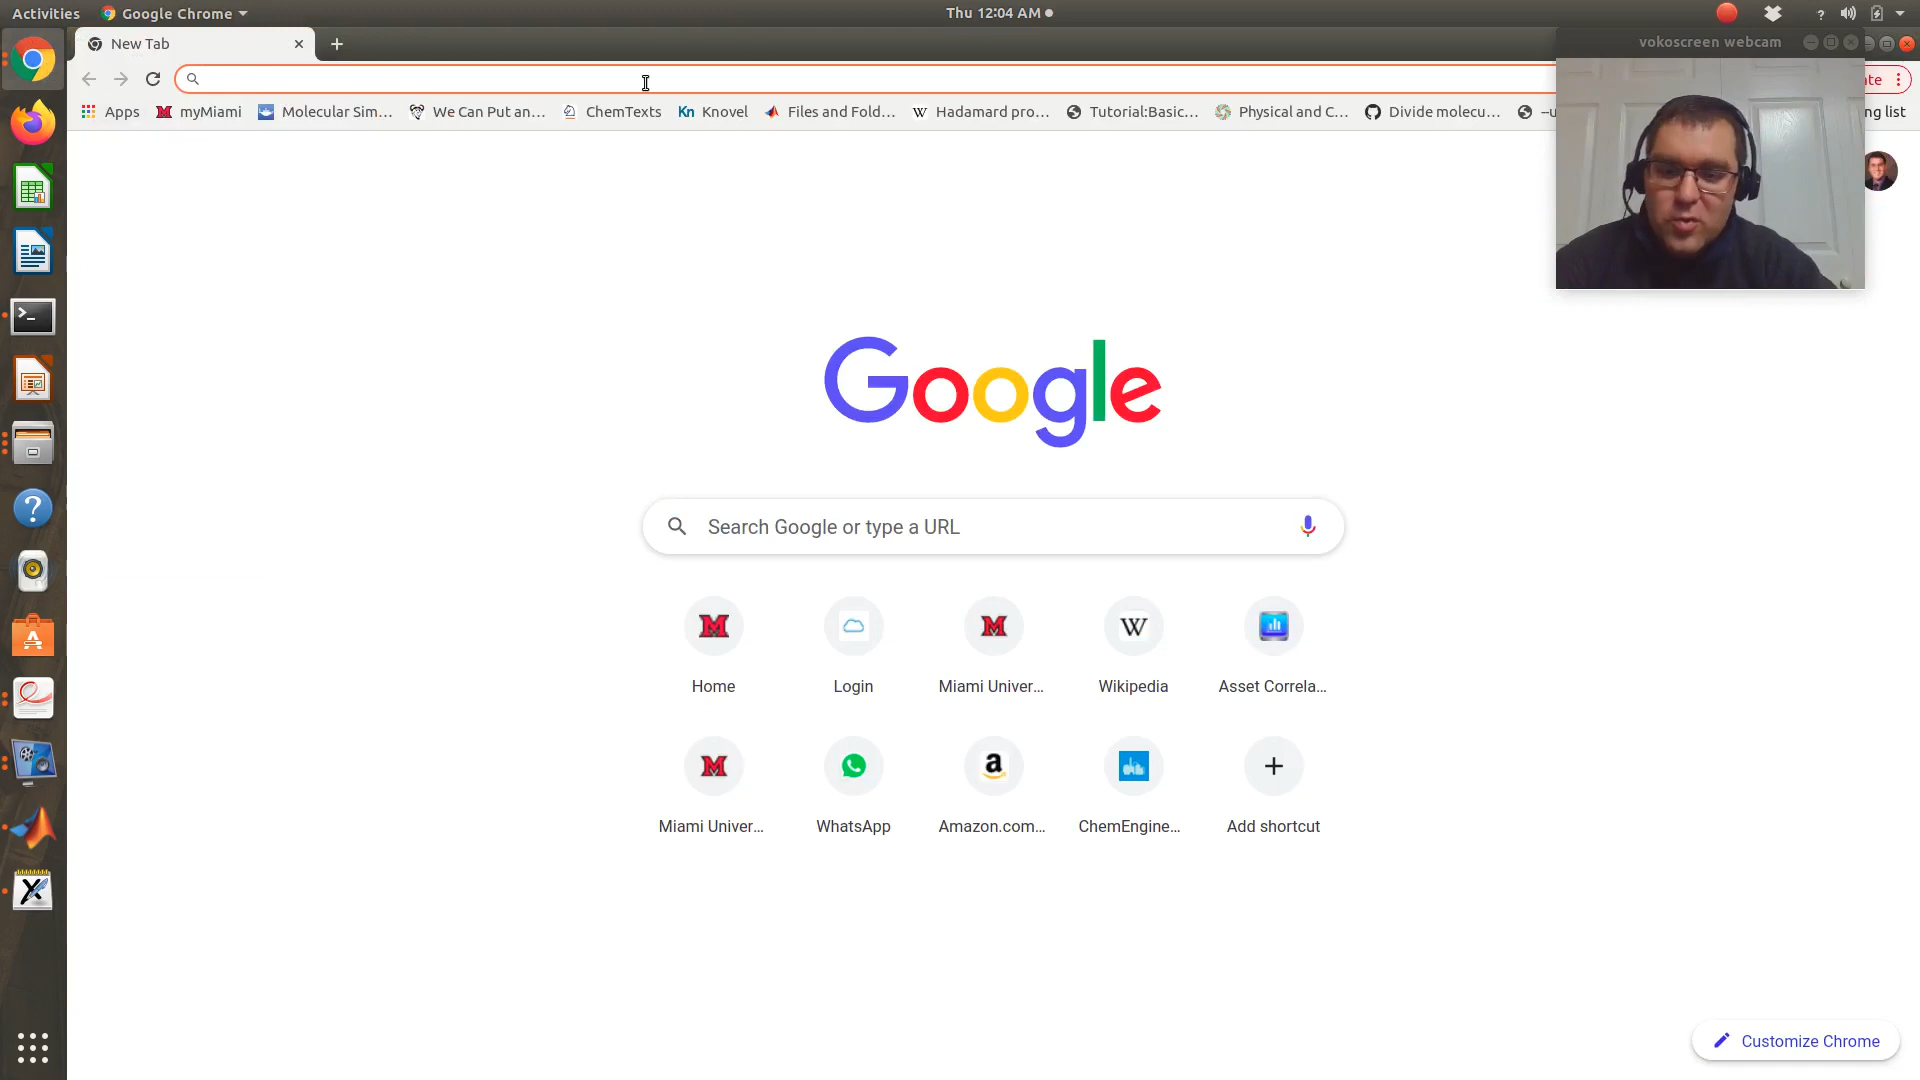 Activities Google Chrome Thu 12:04 AM ?
New Tab vokoscreen webcam
ate
Apps myMiami Molecular Sim... We Can Put an... ChemTexts Kn Knovel Files and Fold... W Hadamard pro... Tutorial:Basic... Physical and C... Divide molecu... --u ng list
Google
Search Google or type a URL
Home Login Miami Univer... Wikipedia Asset Correla...
Miami Univer... WhatsApp Amazon.com... ChemEngine... Add shortcut
Customize Chrome